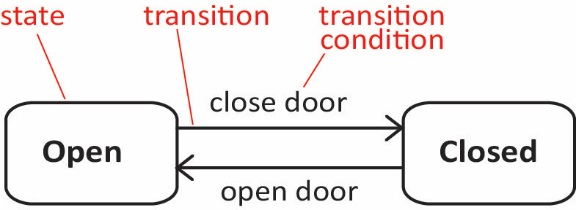 state
transition
transition
condition
close door
Open
Closed
open door